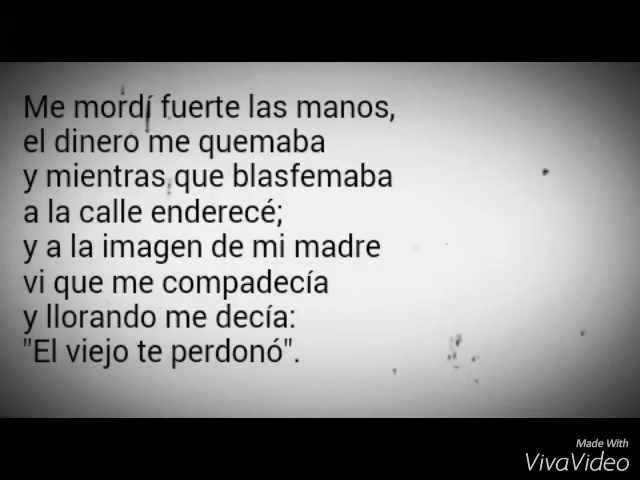 Me mordí fuerte las manos,
el dinero me quemaba
y mientras que blasfemaba
a la calle enderecé;
y a la imagen de mi madre
vi que me compadecía
y llorando me decía:
"El viejo te perdonó".
Made With
VivaVideo